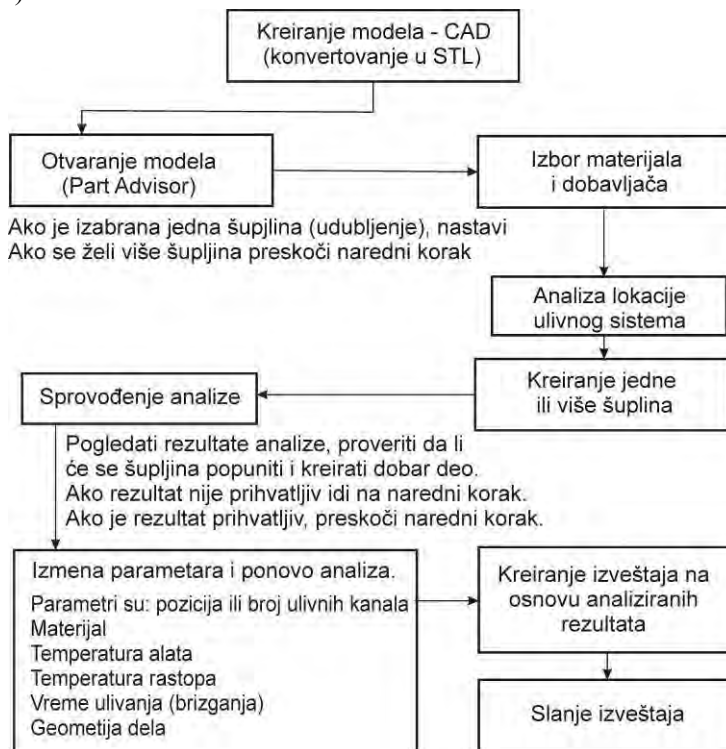 Kreiranje modela - CAD
(konvertovanje u STL)
Otvaranje modela
(Part Advisor)
Izbor materijala
i dobavljača
Ako je izabrana jedna šupjlina (udubljenje), nastavi
Ako se želi više šupljina preskoči naredni korak
Analiza lokacije
ulivnog sistema
Kreiranje jedne
ili više šuplina
Sprovođenje analize
Pogledati rezultate analize, proveriti da li
će se šupljina popuniti i kreirati dobar deo.
Ako rezultat nije prihvatljiv idi na naredni korak.
Ako je rezultat prihvatljiv, preskoči naredni korak.
Izmena parametara i ponovo analiza.
Parametri su: pozicija ili broj ulivnih kanala
Materijal
Temperatura alata
Temperatura rastopa
Vreme ulivanja (brizganja)
Geometija dela
Kreiranje izveštaja na
osnovu analiziranih
rezultata
Slanje izveštaja